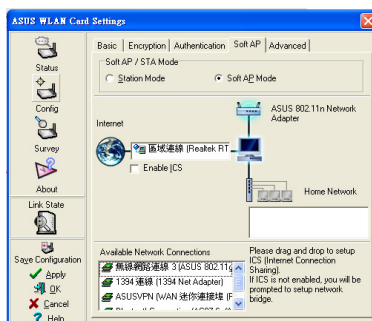 ASUS WLAN Card Settings
Status
Config
Survey
About
Link State
Save Configuration
Apply
OK
Cancel
Help
Basic
Encryption
Authentication
Soft AP
Advanced
Soft AP / STA Mode
Station Mode
Soft AP Mode
ASUS 802.11n Network
Adapter
Internet
區域連線 (Realtek RT
Enable ICS
Home Network
Available Network Connections
無線網路連線 3 (ASUS 802.11g
1394 連線 (1394 Net Adapter)
ASUSVPN (WAN 迷你連接埠 (F
Please drag and drop to setup
ICS (Internet Connection
Sharing).
If ICS is not enabled, you will be
prompted to setup network
bridge.